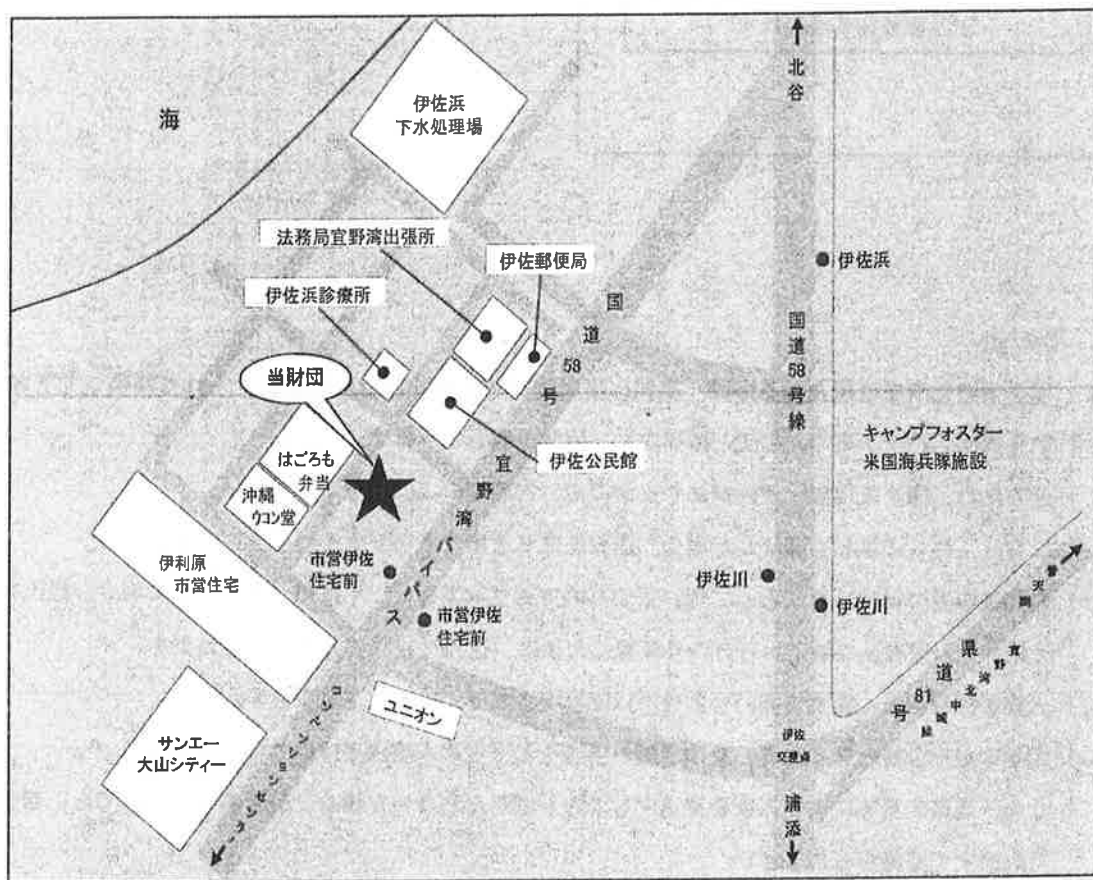 北谷
海
伊佐浜
下水処理場
法務局宜野湾出張所
伊佐郵便局
伊佐浜
伊佐浜診療所
国道58号
国道58号線
当財団
キャンプフォスター
米国海兵隊施設
伊佐公民館
はごろも
弁当
沖縄
ウコン堂
宜野湾バイパス
伊利原
市営住宅
市営伊佐
住宅前
市営伊佐
住宅前
伊佐川
伊佐川
普天間
県道81号
宜野湾北中城線
コンベンションセンター
ユニオン
サンエー
大山シティー
伊佐
交差点
浦添